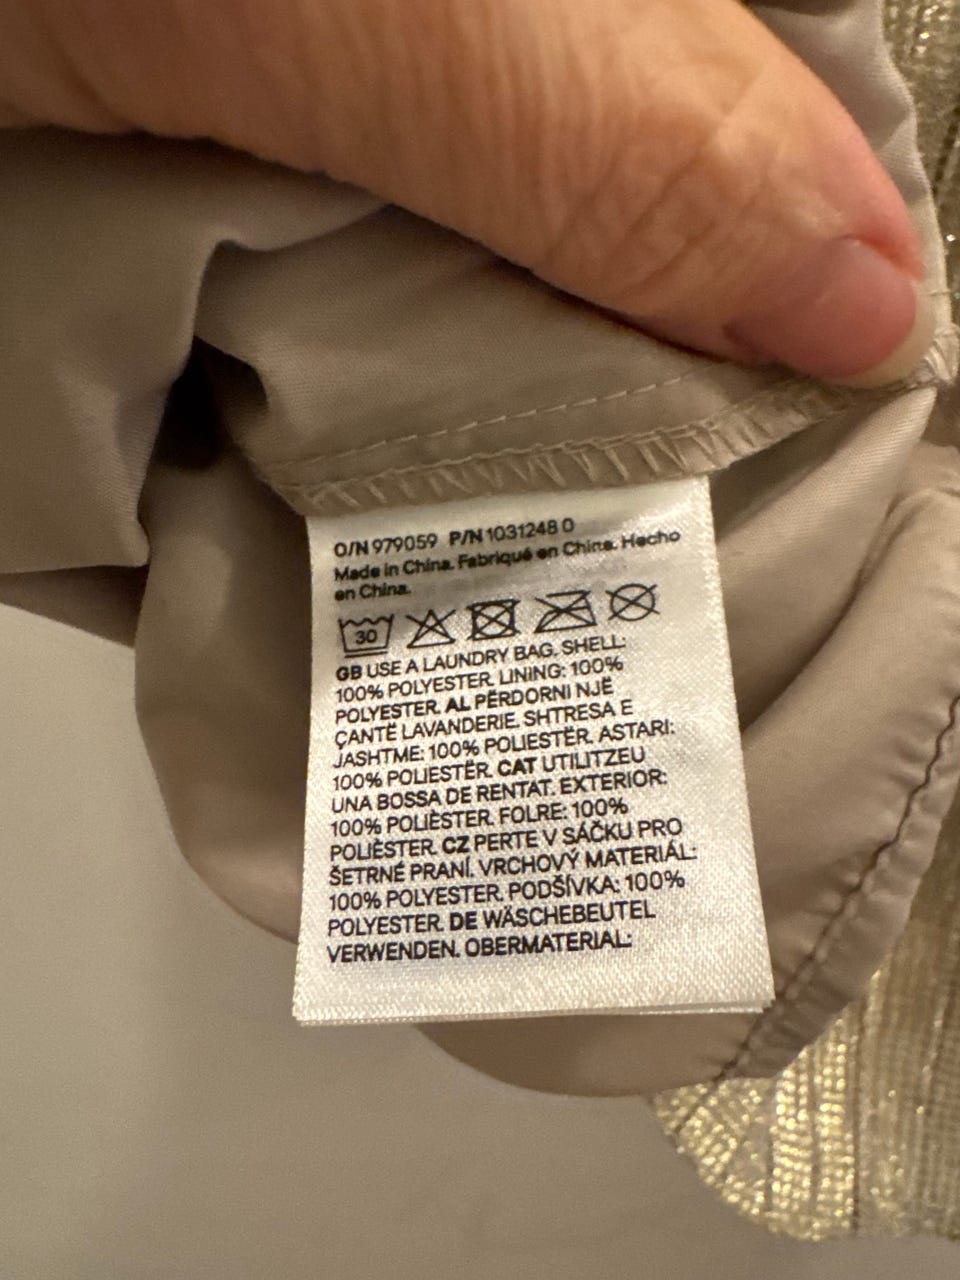 O/N 979059 P/N 1031248 0
Made in China. Fabriqué en China. Hecho
en China.
30
GB USE A LAUNDRY BAG. SHELL:
100% POLYESTER. LINING: 100%
POLYESTER. AL PËRDORNI NJË
ÇANTË LAVANDERIE. SHTRESA E
JASHTME: 100% POLIESTËR. ASTARI:
100% POLIESTËR. CAT UTILITZEU
UNA BOSSA DE RENTAT. EXTERIOR:
100% POLIÈSTER. FOLRE: 100%
POLIÈSTER. CZ PERTE V SÁČKU PRO
ŠETRNÉ PRANÍ. VRCHOVÝ MATERIÁL:
100% POLYESTER. PODŠÍVKA: 100%
POLYESTER. DE WÄSCHEBEUTEL
VERWENDEN. OBERMATERIAL: